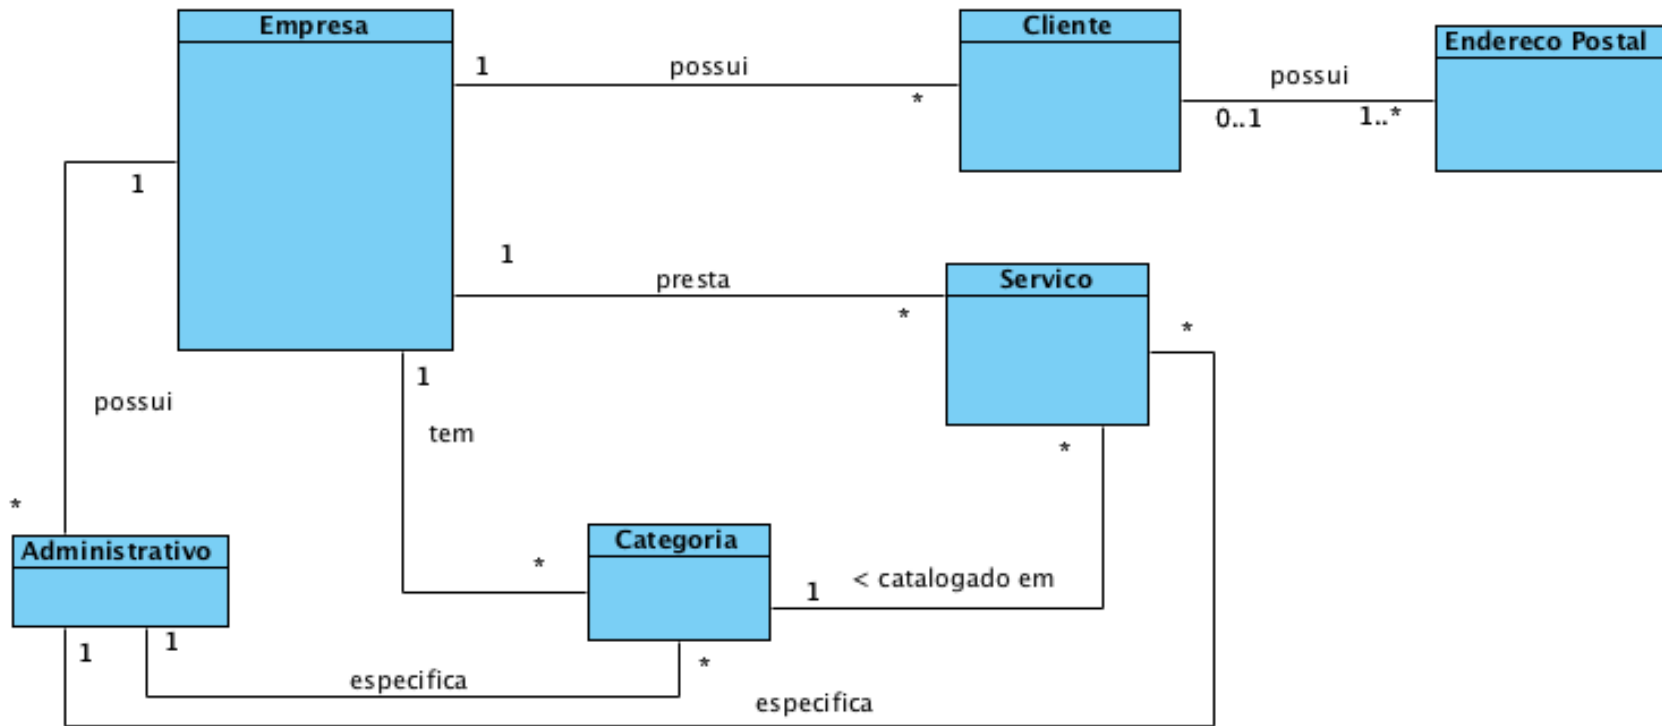 Empresa
Cliente
Endereco Postal
1
possui
*
possui
0..1
1..*
1
1
presta
*
Servico
*
1
possui
tem
*
*
Administrativo
*
Categoria
1
< catalogado em
1
1
especifica
*
especifica